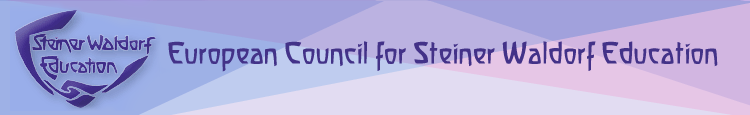 Steiner Waldorf
Education
European Council for Steiner Waldorf Education